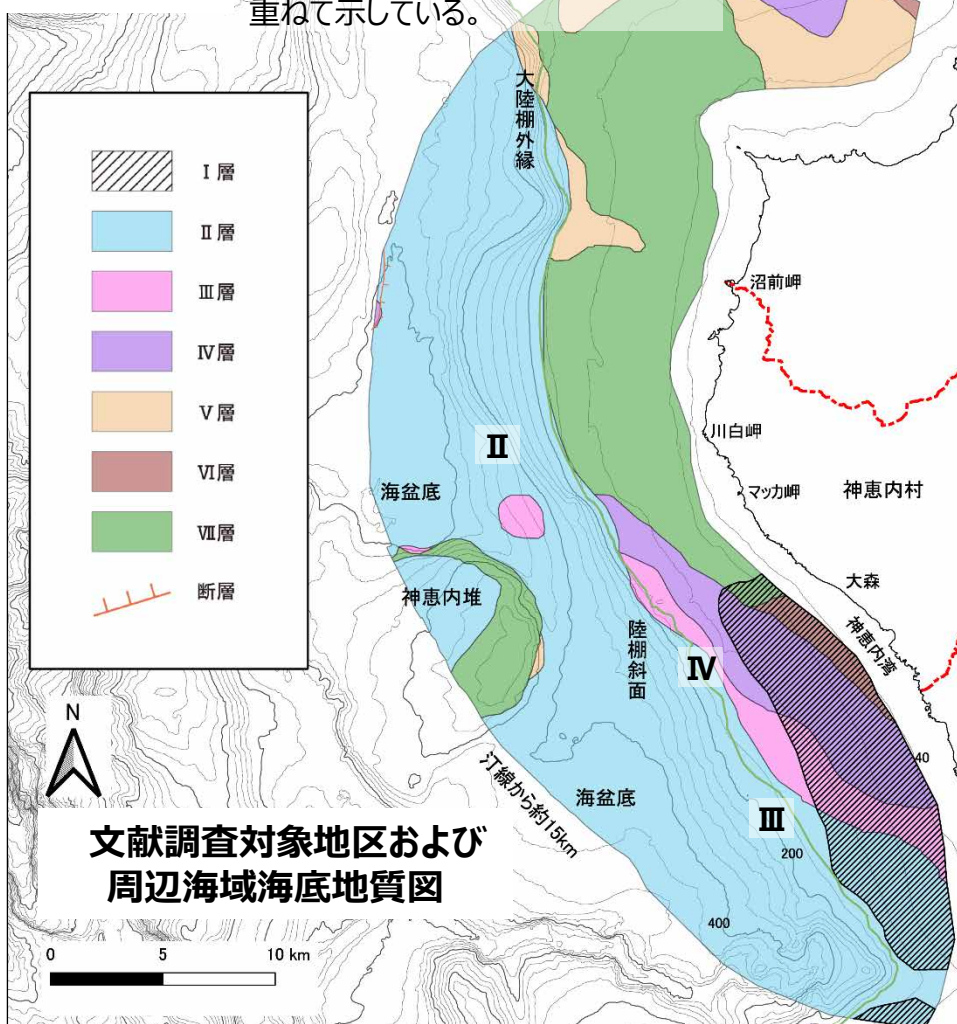 重ねて示している。
大陸棚外縁
Ⅰ層
Ⅱ層
Ⅲ層
Ⅳ層
Ⅴ層
Ⅵ層
Ⅶ層
断層
沼前岬
川白岬
マッカ岬
神恵内村
大森
神恵内湾
Ⅱ
海盆底
神恵内堆
陸棚斜面
Ⅳ
40
Ⅲ
200
海盆底
汀線から約15km
400
N
文献調査対象地区および
周辺海域海底地質図
0 5 10 km